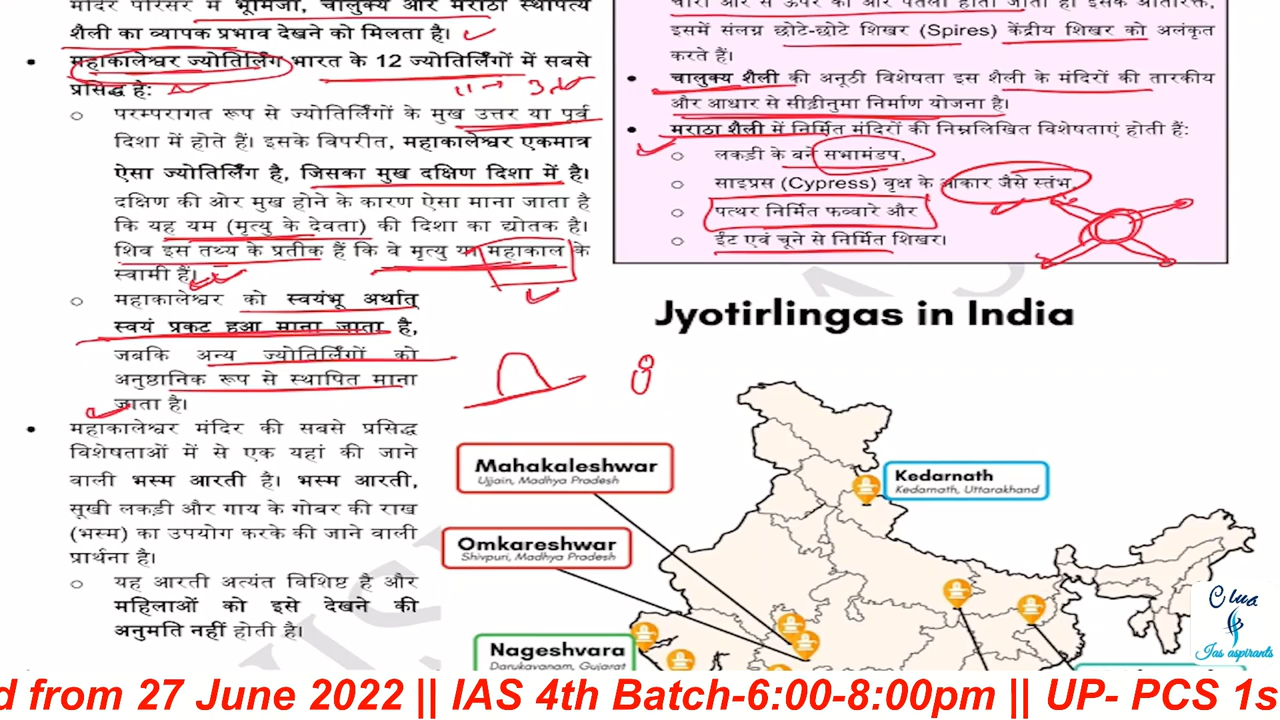 मंदिर परिसर में भूमिजा, चालुक्य और मराठा स्थापत्य
शैली का व्यापक प्रभाव देखने को मिलता है।
• महाकालेश्वर ज्योतिर्लिंग भारत के 12 ज्योतिर्लिंगों में सबसे
प्रसिद्ध है:
○ परम्परागत रूप से ज्योतिर्लिंगों के मुख उत्तर या पूर्व
दिशा में होते हैं। इसके विपरीत, महाकालेश्वर एकमात्र
ऐसा ज्योतिर्लिंग है, जिसका मुख दक्षिण दिशा में है।
दक्षिण की ओर मुख होने के कारण ऐसा माना जाता है
कि यह यम (मृत्यु के देवता) की दिशा का द्योतक है।
शिव इस तथ्य के प्रतीक हैं कि वे मृत्यु या महाकाल के
स्वामी हैं।
○ महाकालेश्वर को स्वयंभू अर्थात्
स्वयं प्रकट हुआ माना जाता है,
जबकि अन्य ज्योतिर्लिंगों को
अनुष्ठानिक रूप से स्थापित माना
जाता है।
• महाकालेश्वर मंदिर की सबसे प्रसिद्ध
विशेषताओं में से एक यहां की जाने
वाली भस्म आरती है। भस्म आरती,
सूखी लकड़ी और गाय के गोबर की राख
(भस्म) का उपयोग करके की जाने वाली
प्रार्थना है।
○ यह आरती अत्यंत विशिष्ट है और
महिलाओं को इसे देखने की
अनुमति नहीं होती है।
चारों ओर से ऊपर की ओर पतला होता जाता है। इसके अतिरिक्त,
इसमें संलग्न छोटे-छोटे शिखर (Spires) केंद्रीय शिखर को अलंकृत
करते हैं।
• चालुक्य शैली की अनूठी विशेषता इस शैली के मंदिरों की तारकीय
और आधार से सीढ़ीनुमा निर्माण योजना है।
• मराठा शैली में निर्मित मंदिरों की निम्नलिखित विशेषताएं होती हैं:
○ लकड़ी के बने सभामंडप,
○ साइप्रस (Cypress) वृक्ष के आकार जैसे स्तंभ,
○ पत्थर निर्मित फव्वारे और
○ ईंट एवं चूने से निर्मित शिखर।
Jyotirlingas in India
Mahakaleshwar
Ujjain, Madhya Pradesh
Kedarnath
Kedarnath, Uttarakhand
Omkareshwar
Shivpuri, Madhya Pradesh
Nageshvara
Darukavanam, Gujarat
Clue
Ias aspirants
d from 27 June 2022 || IAS 4th Batch-6:00-8:00pm || UP- PCS 1s